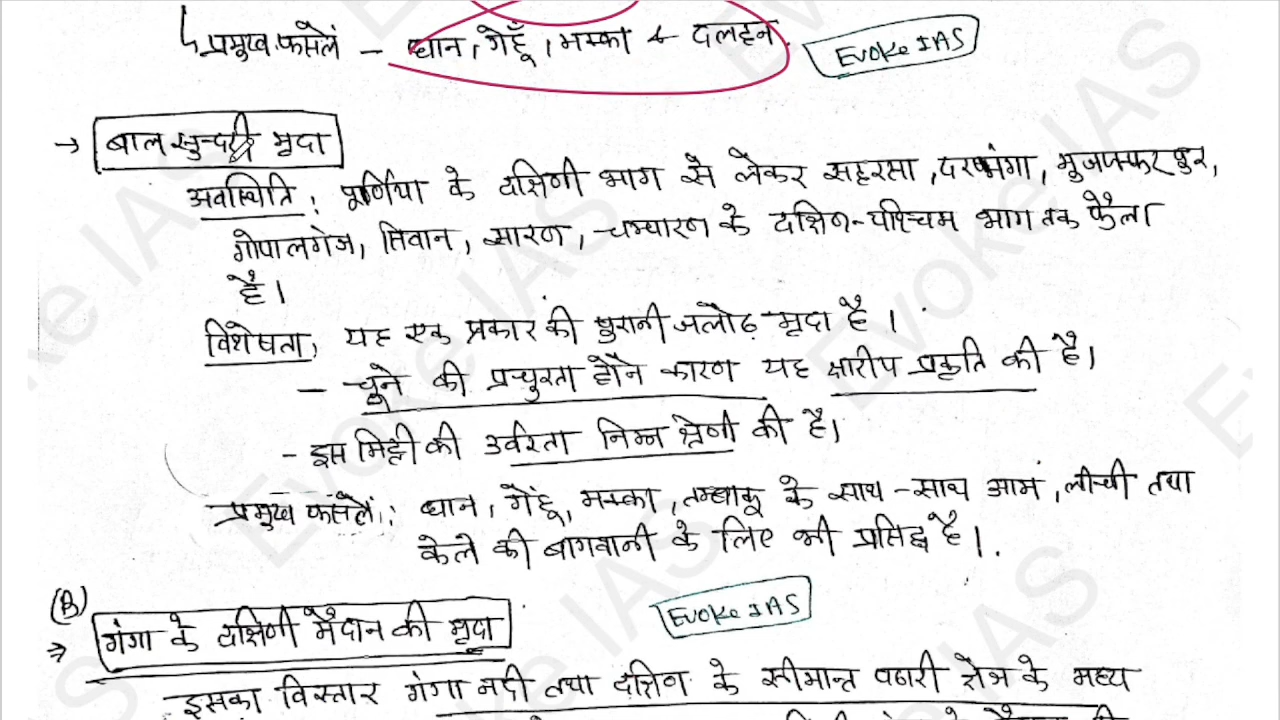 ↳ प्रमुख फसलें – धान, गेहूँ, मक्का & दलहन.
Evoke IAS
→ बाल सुन्दरी मृदा
अवस्थिति : पूर्णिया के दक्षिणी भाग से लेकर सहरसा, दरभंगा, मुजफ्फरपुर,
गोपालगंज, सिवान, सारण, चम्पारण के दक्षिण-पश्चिम भाग तक फैला
है।
विशेषता : यह एक प्रकार की पुरानी जलोढ़ मृदा है।
– चुने की प्रचुरता होने कारण यह क्षारीय प्रकृति की है।
– इस मिट्टी की उर्वरता निम्न श्रेणी की है।
प्रमुख फसलें : धान, गेहूं, मक्का, तम्बाकू के साथ-साथ आम, लीची तथा
केले की बागवानी के लिए भी प्रसिद्ध है।
(B)
Evoke IAS
⇒ गंगा के दक्षिणी मैदान की मृदा
- इसका विस्तार गंगा नदी तथा दक्षिण के सीमान्त पठारी क्षेत्र के मध्य
Evoke IAS